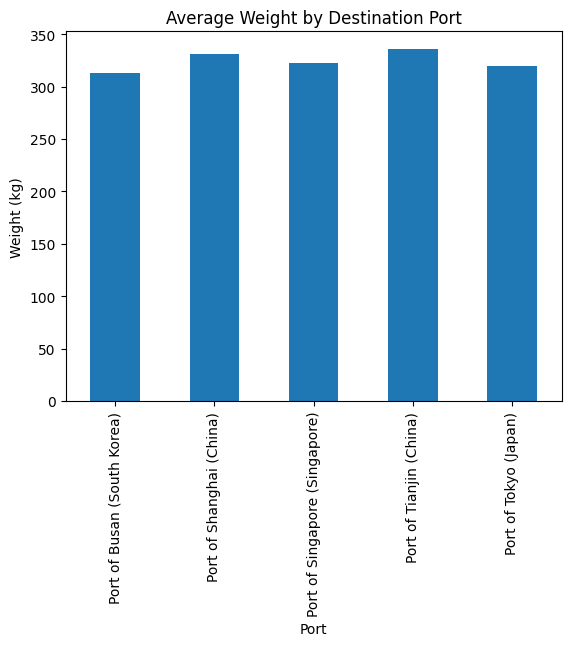 Average Weight by Destination Port
350
300
250
200
150
100
50
0
Weight (kg)
Port of Busan (South Korea)
Port of Shanghai (China)
Port of Singapore (Singapore)
Port of Tianjin (China)
Port of Tokyo (Japan)
Port